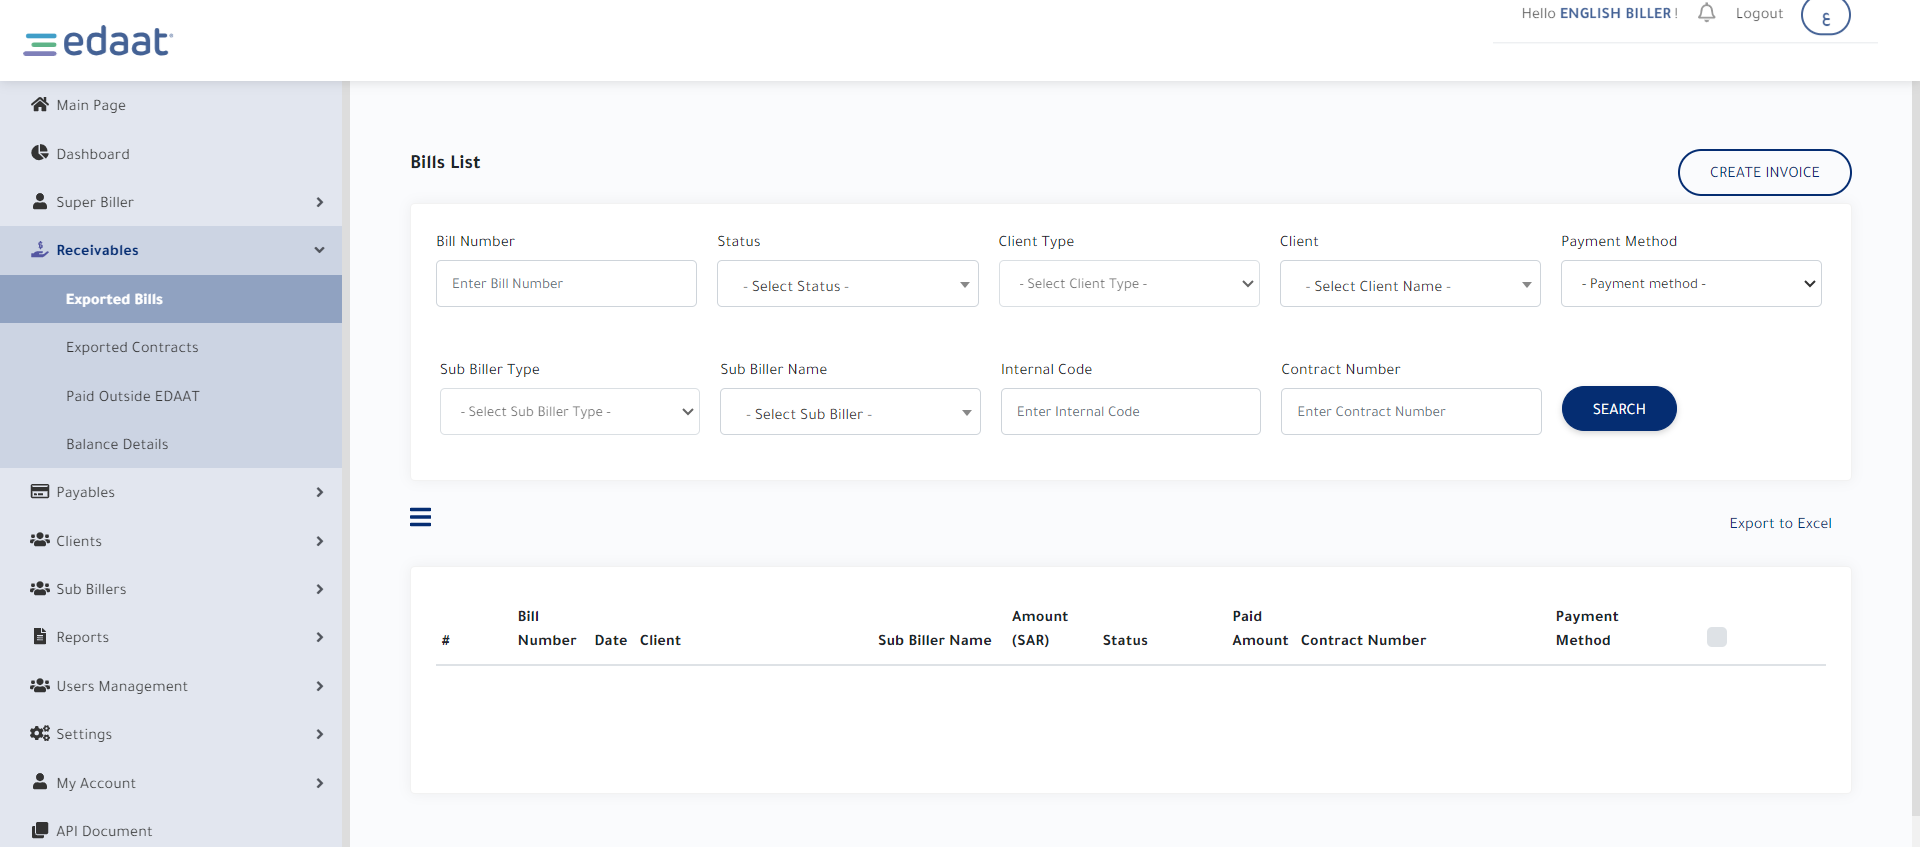 edaat
Hello ENGLISH BILLER !
Logout
ع
Main Page
Dashboard
Super Biller
Receivables
Exported Bills
Exported Contracts
Paid Outside EDAAT
Balance Details
Payables
Clients
Sub Billers
Reports
Users Management
Settings
My Account
API Document
Bills List
CREATE INVOICE
Bill Number
Status
Client Type
Client
Payment Method
Enter Bill Number
- Select Status -
- Select Client Type -
- Select Client Name -
- Payment method -
Sub Biller Type
Sub Biller Name
Internal Code
Contract Number
- Select Sub Biller Type -
- Select Sub Biller -
Enter Internal Code
Enter Contract Number
SEARCH
Export to Excel
#
Bill
Number
Date
Client
Sub Biller Name
Amount
(SAR)
Status
Paid
Amount
Contract Number
Payment
Method